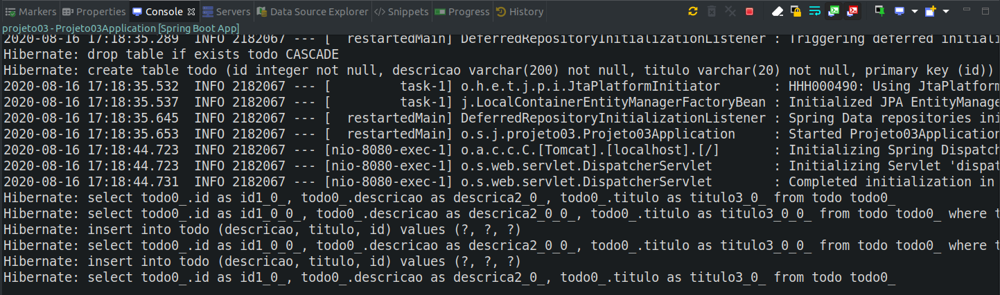 Markers Properties Console Servers Data Source Explorer Snippets Progress History
projeto03 - Projeto03Application [Spring Boot App]
2020-08-16 17:18:35.289  INFO 2182067 --- [  restartedMain] DeferredRepositoryInitializationListener : Triggering deferred initiali
Hibernate: drop table if exists todo CASCADE
Hibernate: create table todo (id integer not null, descricao varchar(200) not null, titulo varchar(20) not null, primary key (id))
2020-08-16 17:18:35.532  INFO 2182067 --- [         task-1] o.h.e.t.j.p.i.JtaPlatformInitiator       : HHH000490: Using JtaPlatform
2020-08-16 17:18:35.537  INFO 2182067 --- [         task-1] j.LocalContainerEntityManagerFactoryBean : Initialized JPA EntityManage
2020-08-16 17:18:35.645  INFO 2182067 --- [  restartedMain] DeferredRepositoryInitializationListener : Spring Data repositories ini
2020-08-16 17:18:35.653  INFO 2182067 --- [  restartedMain] o.s.j.projeto03.Projeto03Application     : Started Projeto03Application
2020-08-16 17:18:44.723  INFO 2182067 --- [nio-8080-exec-1] o.a.c.c.C.[Tomcat].[localhost].[/]       : Initializing Spring Dispatch
2020-08-16 17:18:44.723  INFO 2182067 --- [nio-8080-exec-1] o.s.web.servlet.DispatcherServlet        : Initializing Servlet 'dispat
2020-08-16 17:18:44.731  INFO 2182067 --- [nio-8080-exec-1] o.s.web.servlet.DispatcherServlet        : Completed initialization in
Hibernate: select todo0_.id as id1_0_, todo0_.descricao as descrica2_0_, todo0_.titulo as titulo3_0_ from todo todo0_
Hibernate: select todo0_.id as id1_0_0_, todo0_.descricao as descrica2_0_0_, todo0_.titulo as titulo3_0_0_ from todo todo0_ where t
Hibernate: insert into todo (descricao, titulo, id) values (?, ?, ?)
Hibernate: select todo0_.id as id1_0_0_, todo0_.descricao as descrica2_0_0_, todo0_.titulo as titulo3_0_0_ from todo todo0_ where t
Hibernate: insert into todo (descricao, titulo, id) values (?, ?, ?)
Hibernate: select todo0_.id as id1_0_, todo0_.descricao as descrica2_0_, todo0_.titulo as titulo3_0_ from todo todo0_